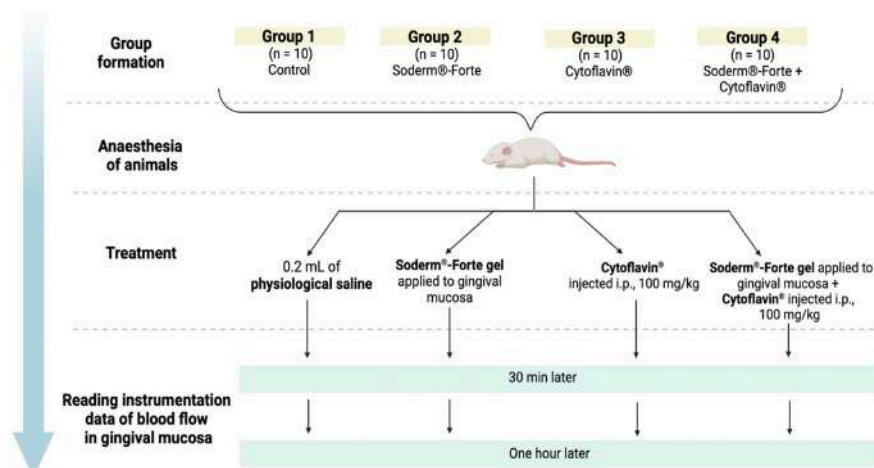 Group
formation
Group 1
(n = 10)
Control
Group 2
(n = 10)
Soderm®-Forte
Group 3
(n = 10)
Cytoflavin®
Group 4
(n = 10)
Soderm®-Forte +
Cytoflavin®
Anaesthesia
of animals
Treatment
0.2 mL of
physiological saline
Soderm®-Forte gel
applied to gingival
mucosa
Cytoflavin®
injected i.p., 100 mg/kg
Soderm®-Forte gel applied to
gingival mucosa +
Cytoflavin® injected i.p.,
100 mg/kg
Reading instrumentation
data of blood flow
in gingival mucosa
30 min later
One hour later